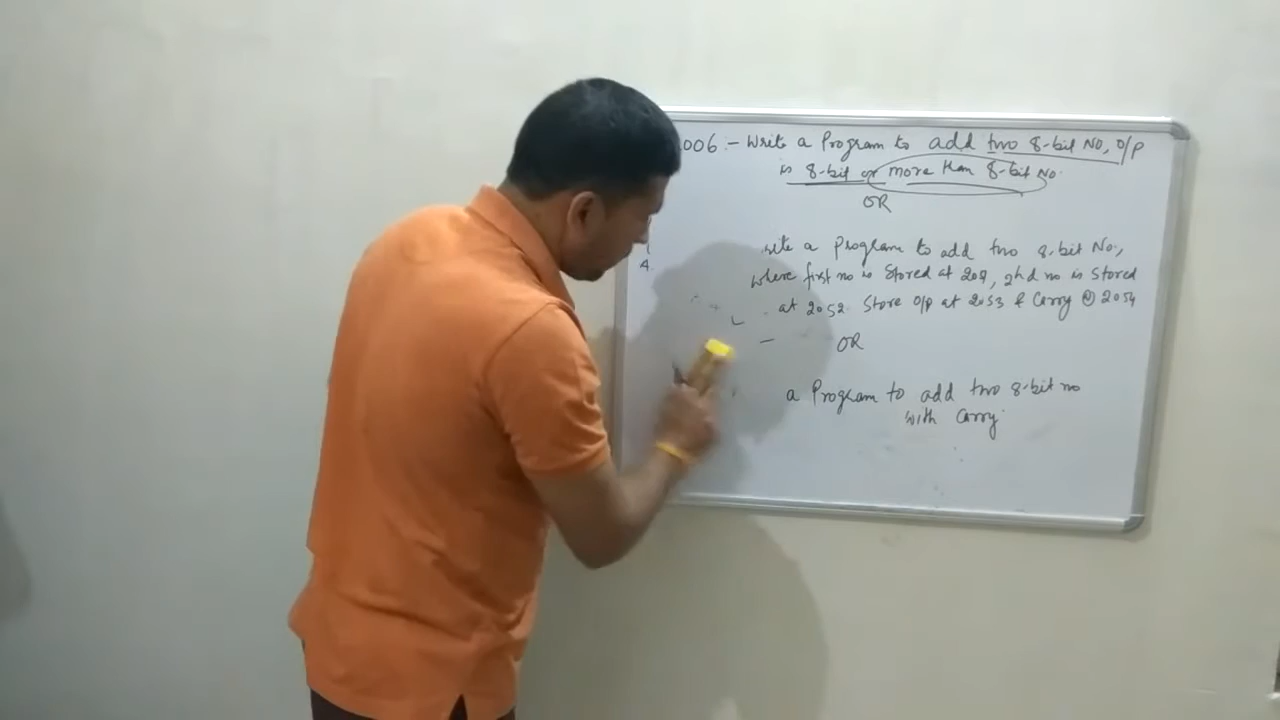 006 :- Write a Program to add two 8-bit No, O/P
is 8-bit or more than 8-bit No.
OR
ite a program to add two 8-bit No.,
where first no is stored at 2051, 2nd no is stored
4.
at 2052. Store O/P at 2053 & Carry @ 2054
OR
a Program to add two 8-bit no
with Carry.